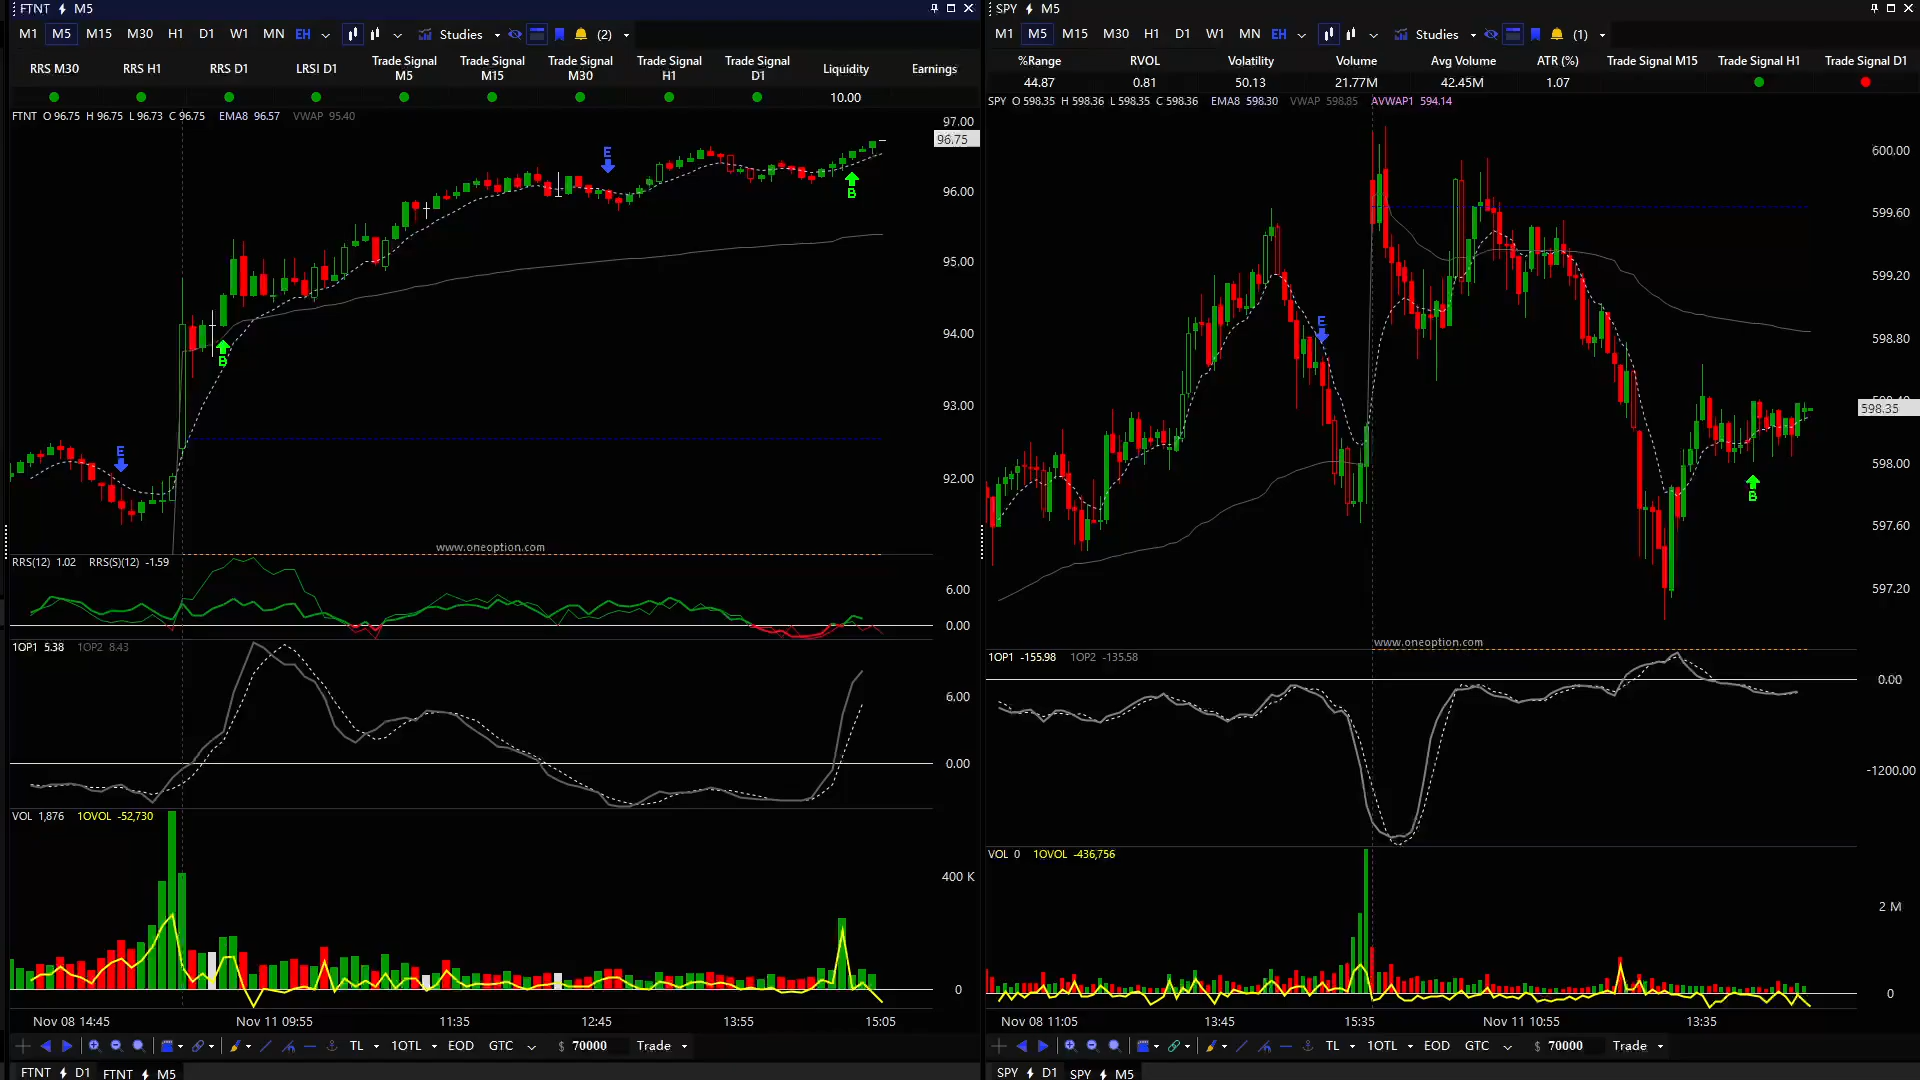 FTNT M5
M1 M5 M15 M30 H1 D1 W1 MN EH Studies (2)
RRS M30 RRS H1 RRS D1 LRSI D1 Trade Signal M5 Trade Signal M15 Trade Signal M30 Trade Signal H1 Trade Signal D1 Liquidity Earnings
10.00
FTNT O 96.75 H 96.75 L 96.73 C 96.75 EMA8 96.57 VWAP 95.40
97.00
96.75
96.00
95.00
94.00
93.00
92.00
E
B
E
B
www.oneoption.com
RRS(12) 1.02 RRS(S)(12) -1.59
6.00
0.00
1OP1 5.38 1OP2 8.43
6.00
0.00
VOL 1,876 1OVOL -52,730
400 K
0
Nov 08 14:45 Nov 11 09:55 11:35 12:45 13:55 15:05
TL 1OTL EOD GTC $ 70000 Trade
FTNT D1 FTNT M5
SPY M5
M1 M5 M15 M30 H1 D1 W1 MN EH Studies (1)
%Range RVOL Volatility Volume Avg Volume ATR (%) Trade Signal M15 Trade Signal H1 Trade Signal D1
44.87 0.81 50.13 21.77M 42.45M 1.07
SPY O 598.35 H 598.36 L 598.35 C 598.36 EMA8 598.30 VWAP 598.85 AVWAP1 594.14
600.00
599.60
599.20
598.80
598.35
598.00
597.60
597.20
E
B
www.oneoption.com
1OP1 -155.98 1OP2 -135.58
0.00
-1200.00
VOL 0 1OVOL -436,756
2 M
0
Nov 08 11:05 13:45 15:35 Nov 11 10:55 13:35
TL 1OTL EOD GTC $ 70000 Trade
SPY D1 SPY M5